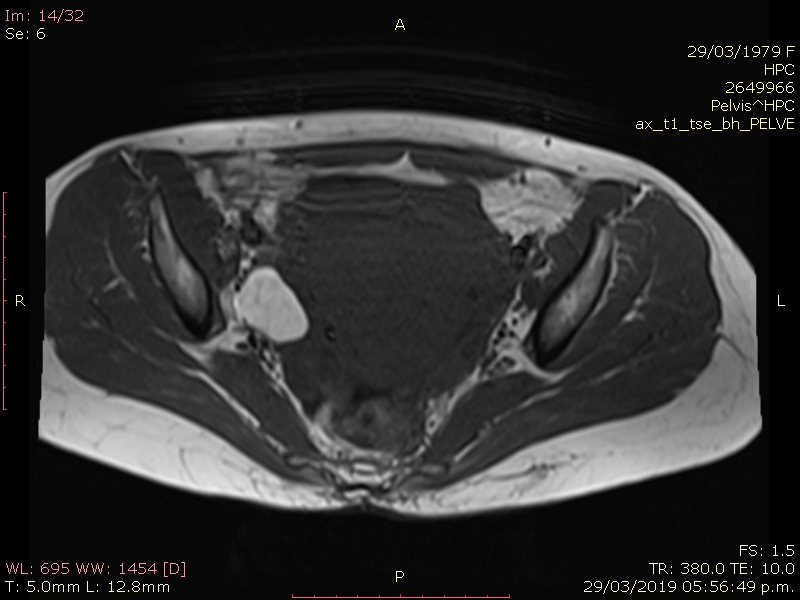 Im: 14/32
Se: 6
A
29/03/1979 F
HPC
2649966
Pelvis^HPC
ax_t1_tse_bh_PELVE
R
L
WL: 695 WW: 1454 [D]
T: 5.0mm L: 12.8mm
P
FS: 1.5
TR: 380.0 TE: 10.0
29/03/2019 05:56:49 p.m.